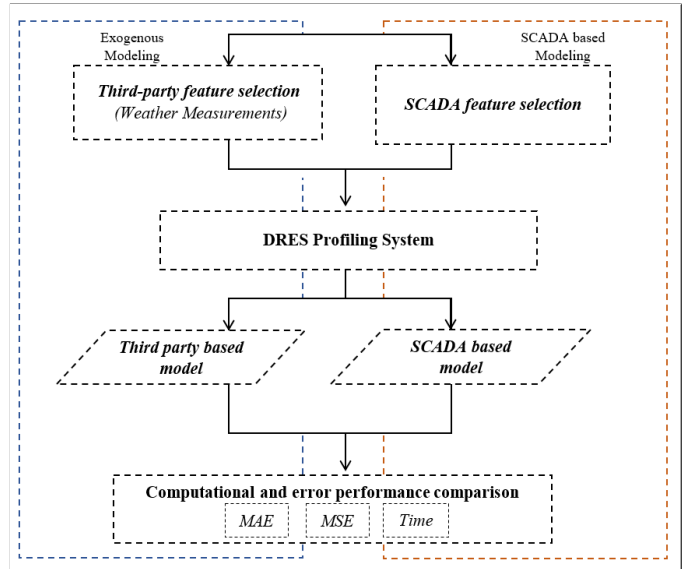 Exogenous
Modeling
SCADA based
Modeling
Third-party feature selection
(Weather Measurements)
SCADA feature selection
DRES Profiling System
Third party based
model
SCADA based
model
Computational and error performance comparison
MAE
MSE
Time